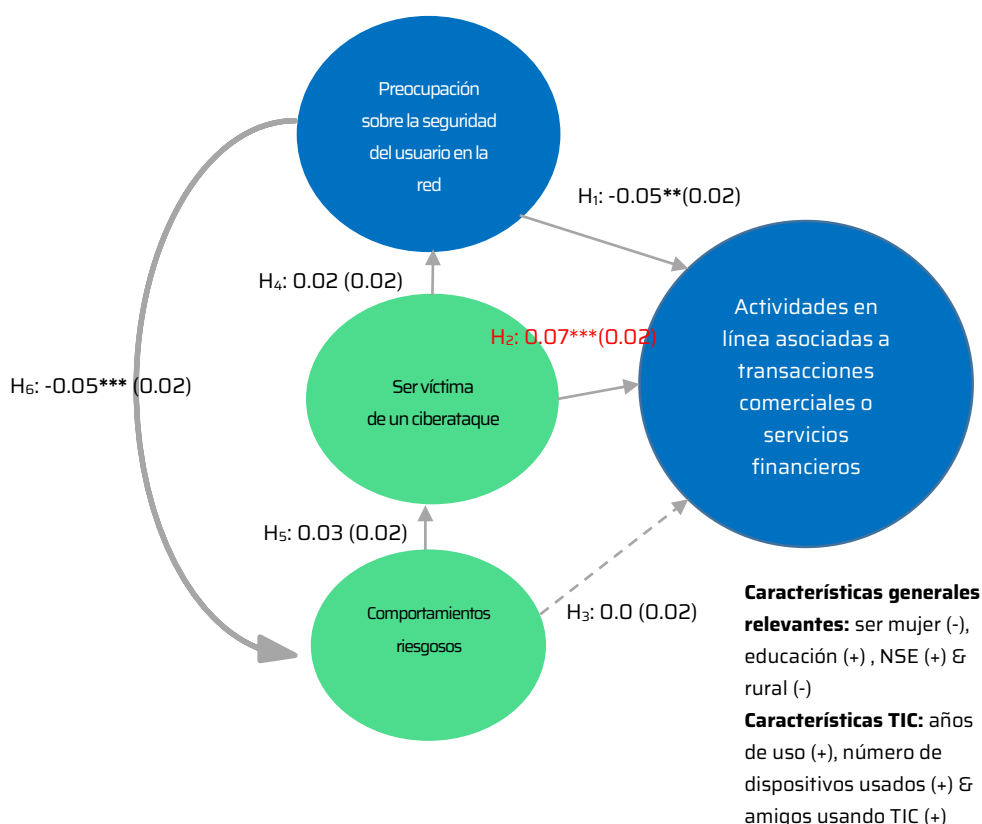 Preocupación
sobre la seguridad
del usuario en la
red
H₁: -0.05**(0.02)
H₄: 0.02 (0.02)
Actividades en
línea asociadas a
transacciones
comerciales o
servicios
financieros
H₂: 0.07***(0.02)
H₆: -0.05*** (0.02)
Ser víctima
de un ciberataque
H₅: 0.03 (0.02)
Comportamientos
riesgosos
H₃: 0.0 (0.02)
Características generales
relevantes: ser mujer (-),
educación (+) , NSE (+) &
rural (-)
Características TIC: años
de uso (+), número de
dispositivos usados (+) &
amigos usando TIC (+)